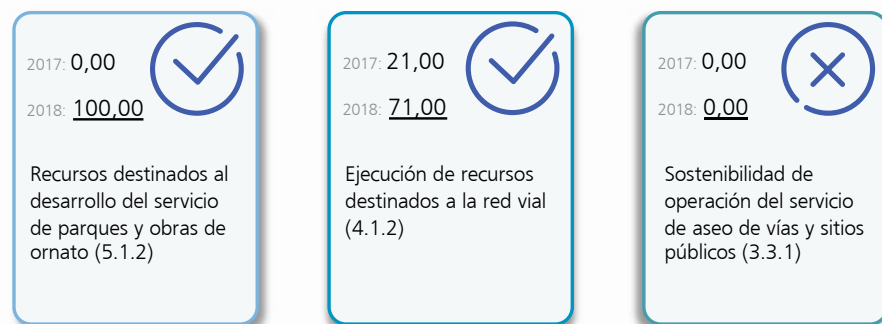 2017: 0,00
2018: 100,00
Recursos destinados al
desarrollo del servicio
de parques y obras de
ornato (5.1.2)
2017: 21,00
2018: 71,00
Ejecución de recursos
destinados a la red vial
(4.1.2)
2017: 0,00
2018: 0,00
Sostenibilidad de
operación del servicio
de aseo de vías y sitios
públicos (3.3.1)